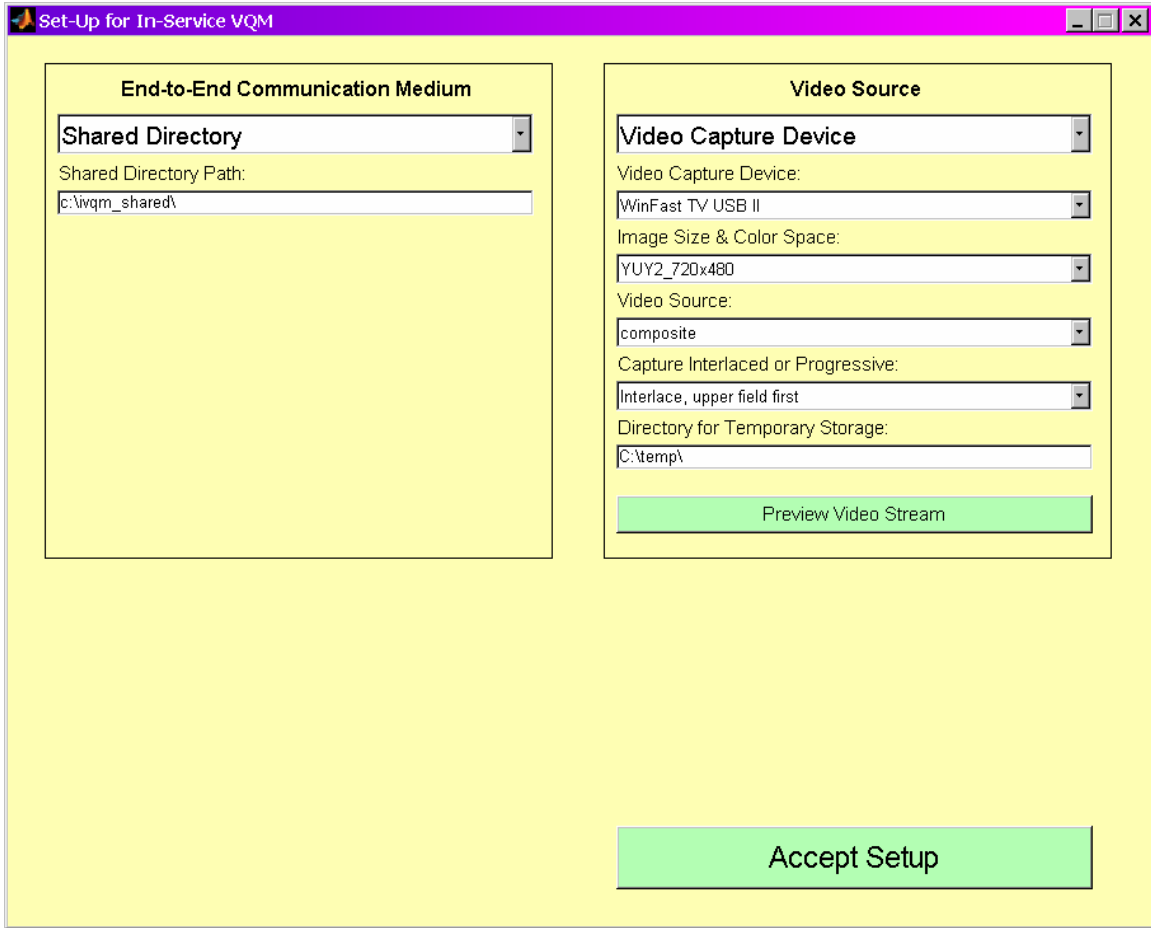 Set-Up for In-Service VQM
End-to-End Communication Medium
Shared Directory
Shared Directory Path:
c:\ivqm_shared\
Video Source
Video Capture Device
Video Capture Device:
WinFast TV USB II
Image Size & Color Space:
YUY2_720x480
Video Source:
composite
Capture Interlaced or Progressive:
Interlace, upper field first
Directory for Temporary Storage:
C:\temp\
Preview Video Stream
Accept Setup